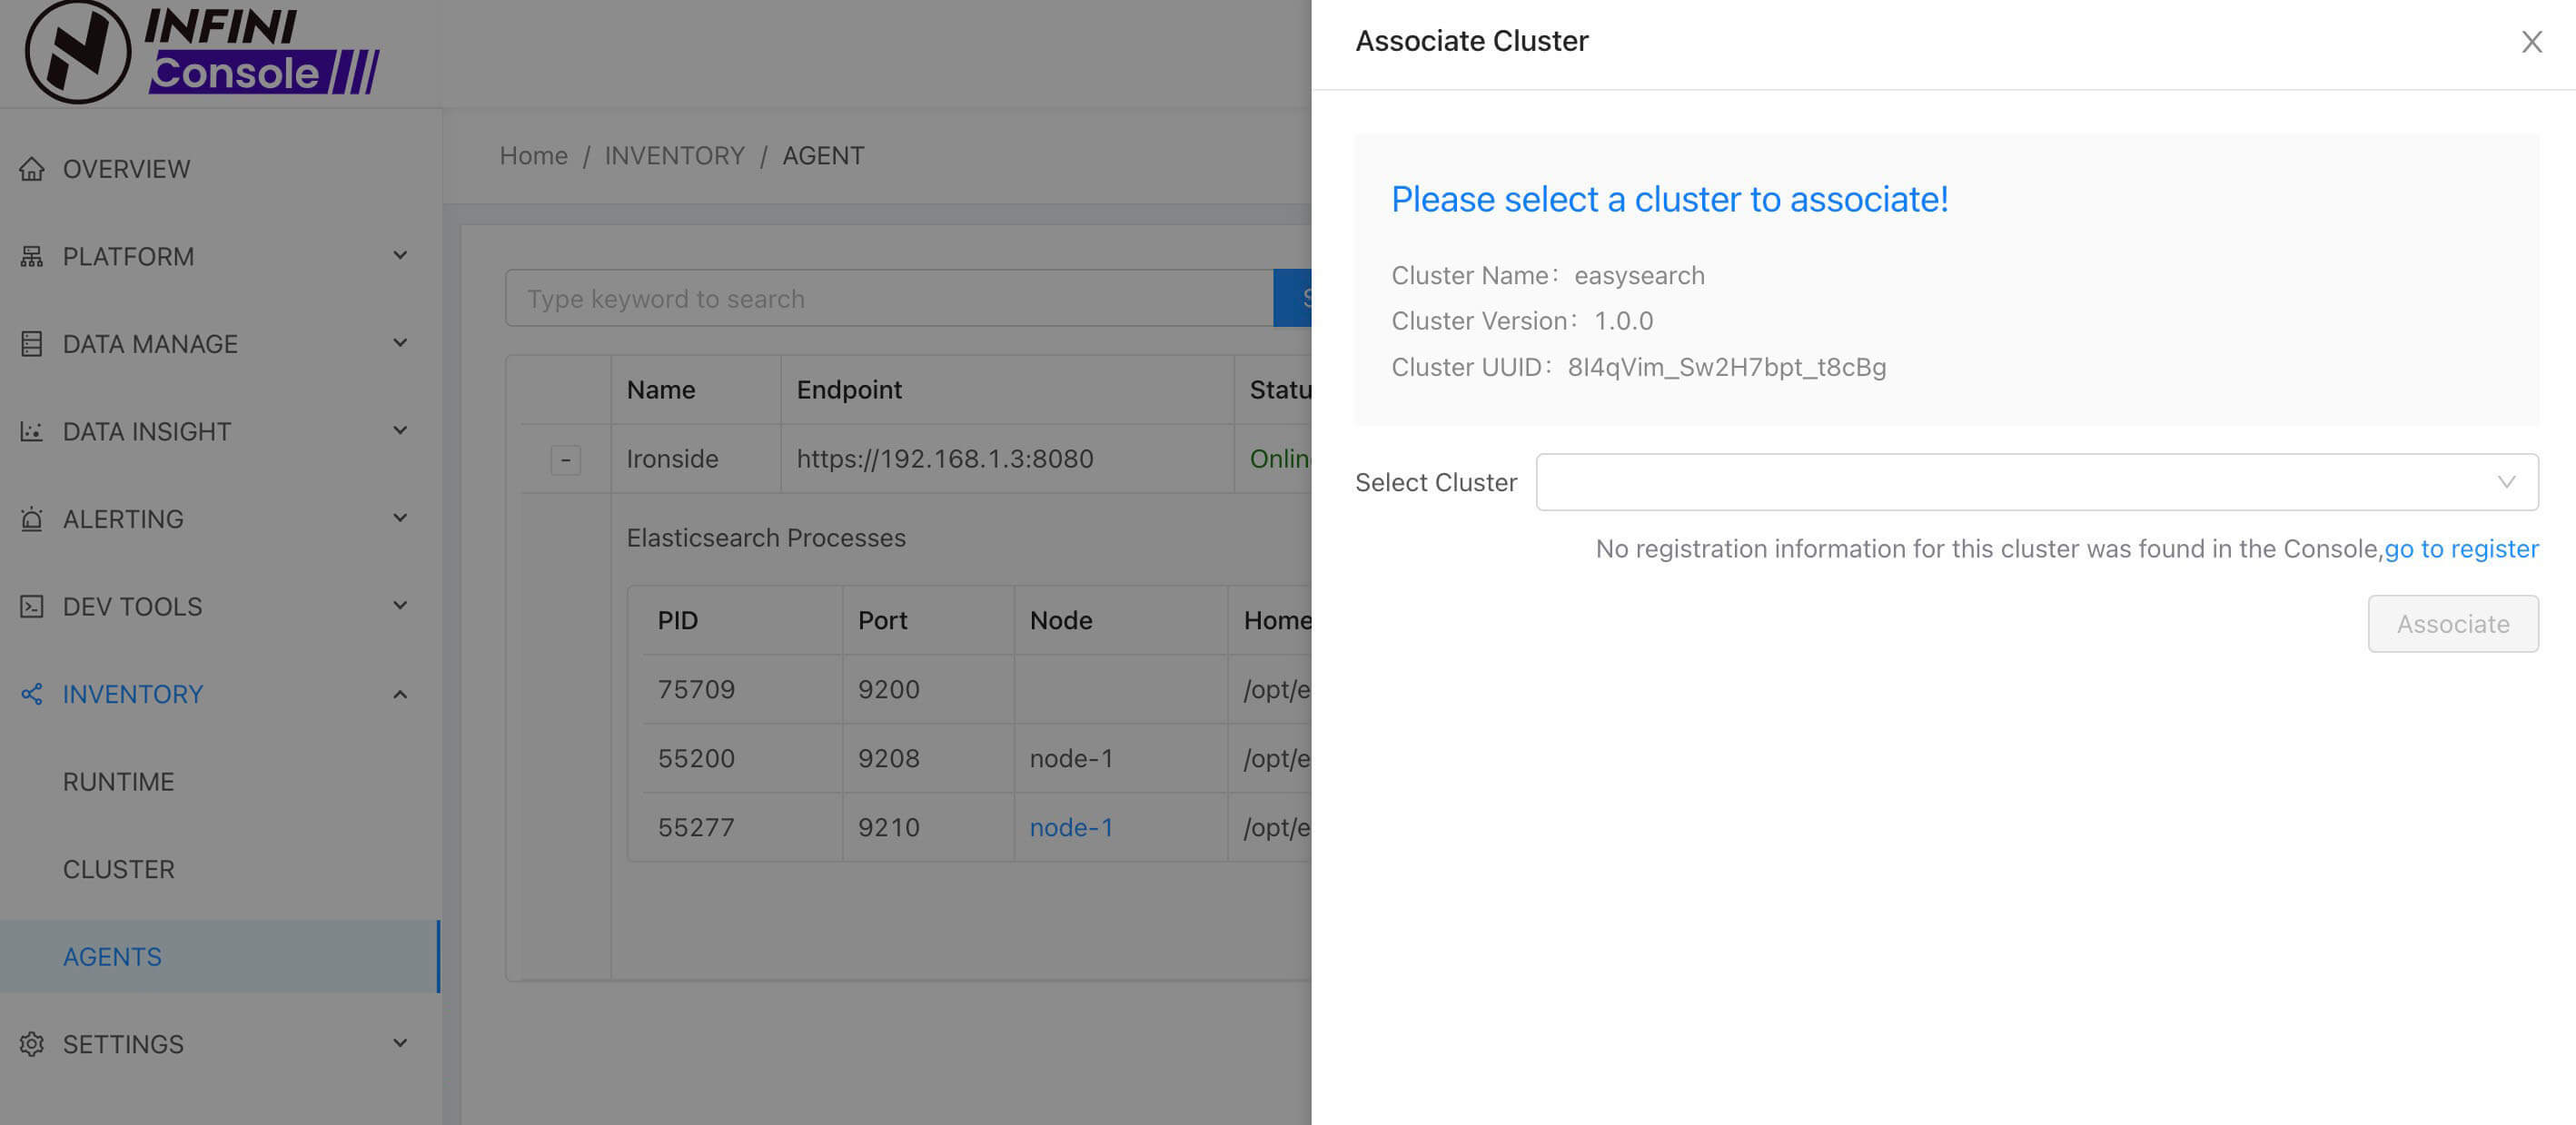 INFINI
Console
OVERVIEW
PLATFORM
DATA MANAGE
DATA INSIGHT
ALERTING
DEV TOOLS
INVENTORY
RUNTIME
CLUSTER
AGENTS
SETTINGS
Home / INVENTORY / AGENT
Type keyword to search
S
Name Endpoint Statu
- Ironside https://192.168.1.3:8080 Onlin
Elasticsearch Processes
PID Port Node Home
75709 9200 /opt/e
55200 9208 node-1 /opt/e
55277 9210 node-1 /opt/e
Associate Cluster
Please select a cluster to associate!
Cluster Name： easysearch
Cluster Version： 1.0.0
Cluster UUID： 8I4qVim_Sw2H7bpt_t8cBg
Select Cluster
No registration information for this cluster was found in the Console,go to register
Associate